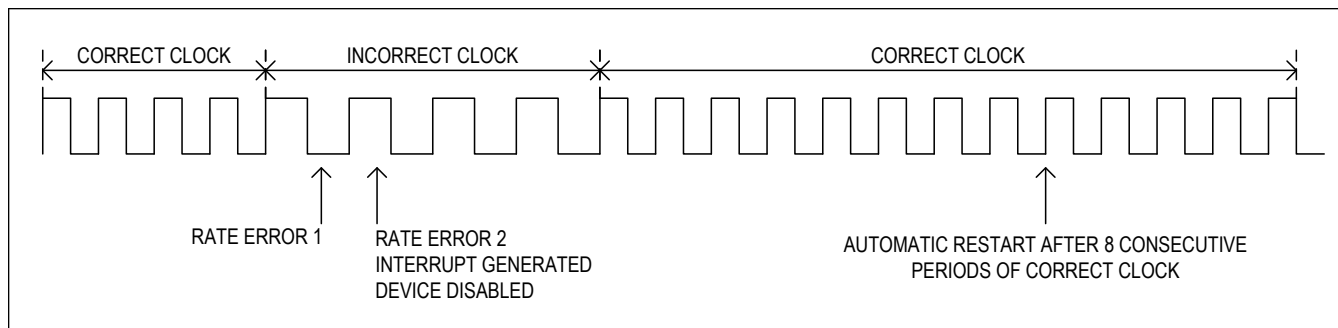 CORRECT CLOCK
INCORRECT CLOCK
CORRECT CLOCK
RATE ERROR 1
RATE ERROR 2
INTERRUPT GENERATED
DEVICE DISABLED
AUTOMATIC RESTART AFTER 8 CONSECUTIVE
PERIODS OF CORRECT CLOCK